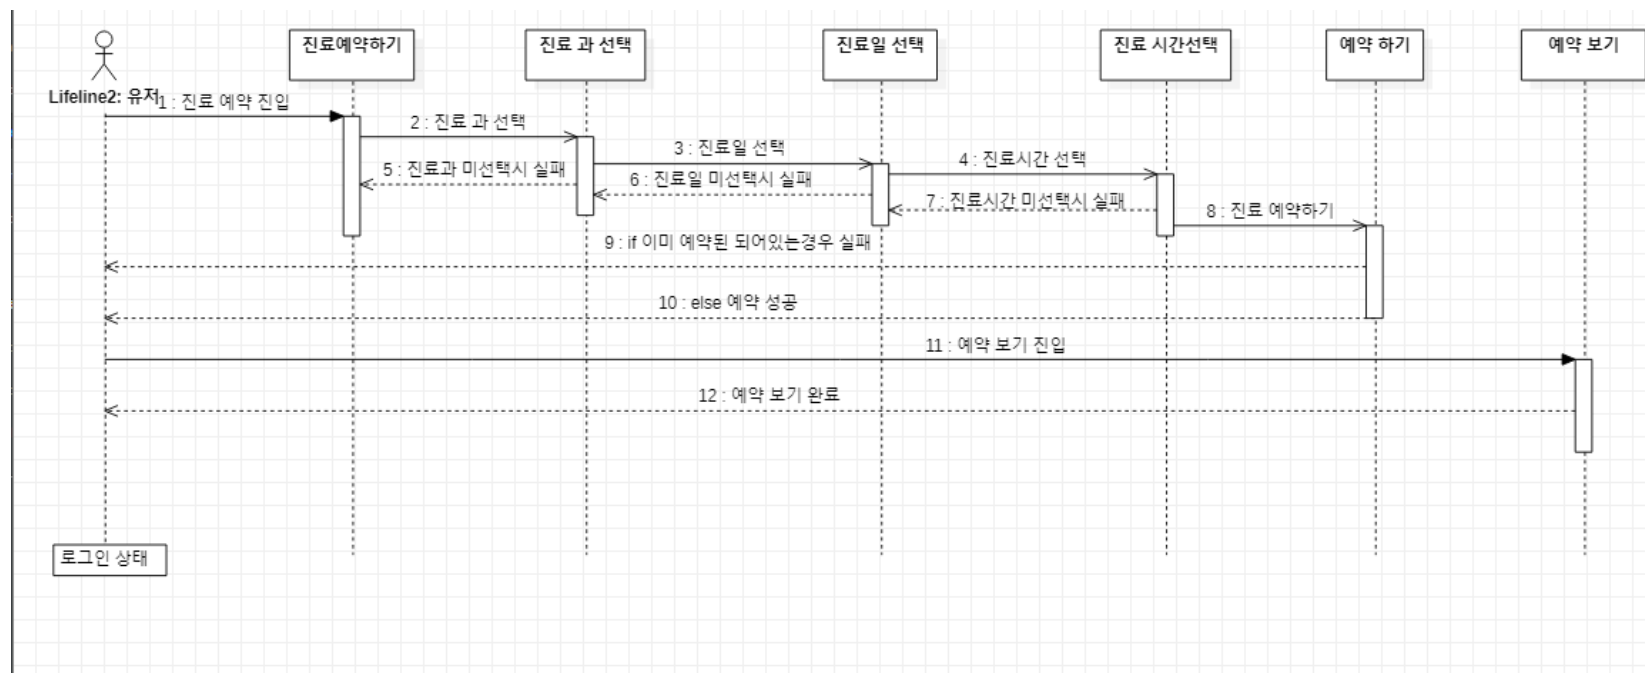 진료예약하기
진료 과 선택
진료일 선택
진료 시간선택
예약 하기
예약 보기
Lifeline2: 유저
1 : 진료 예약 진입
2 : 진료 과 선택
3 : 진료일 선택
4 : 진료시간 선택
5 : 진료과 미선택시 실패
6 : 진료일 미선택시 실패
7 : 진료시간 미선택시 실패
8 : 진료 예약하기
9 : if 이미 예약된 되어있는경우 실패
10 : else 예약 성공
11 : 예약 보기 진입
12 : 예약 보기 완료
로그인 상태